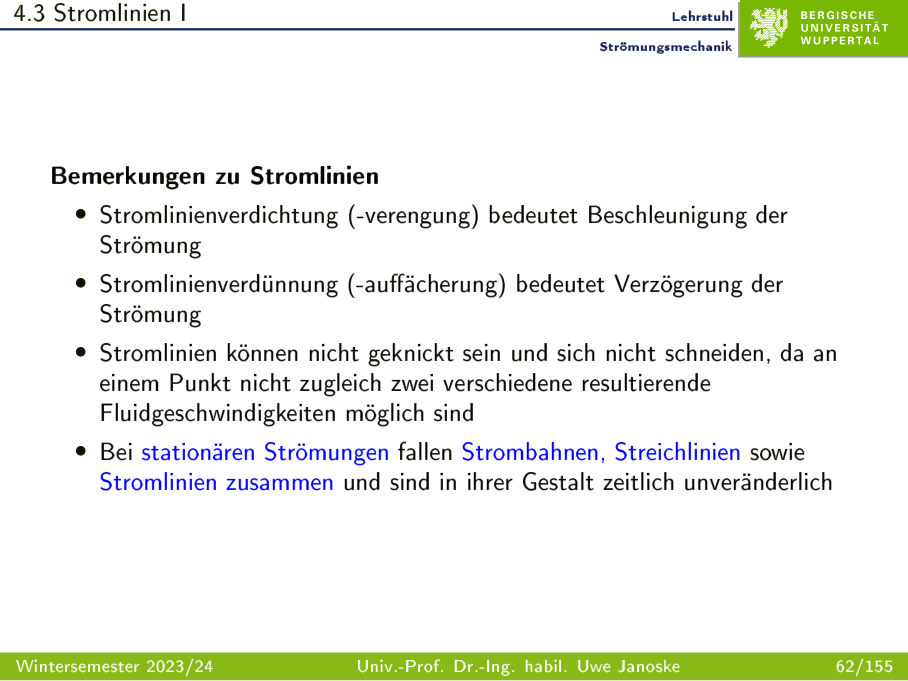 4.3 Stromlinien I
Lehrstuhl
Strömungsmechanik
BERGISCHE
UNIVERSITÄT
WUPPERTAL
Bemerkungen zu Stromlinien
• Stromlinienverdichtung (-verengung) bedeutet Beschleunigung der
Strömung
• Stromlinienverdünnung (-auffächerung) bedeutet Verzögerung der
Strömung
• Stromlinien können nicht geknickt sein und sich nicht schneiden, da an
einem Punkt nicht zugleich zwei verschiedene resultierende
Fluidgeschwindigkeiten möglich sind
• Bei stationären Strömungen fallen Strombahnen, Streichlinien sowie
Stromlinien zusammen und sind in ihrer Gestalt zeitlich unveränderlich
Wintersemester 2023/24
Univ.-Prof. Dr.-Ing. habil. Uwe Janoske
62/155